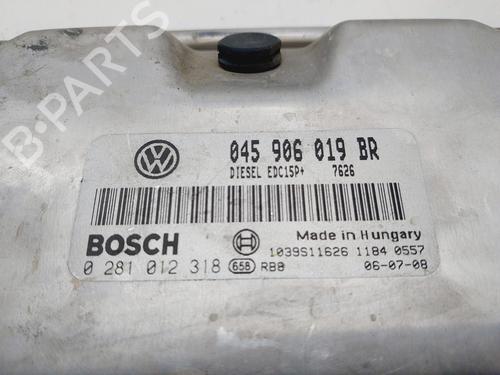 045 906 019 BR
DIESEL EDC15P+ 7626
BOSCH
Made in Hungary
1039S11626 1184 0557
0 281 012 318 658 RB8 06-07-08
B-PARTS